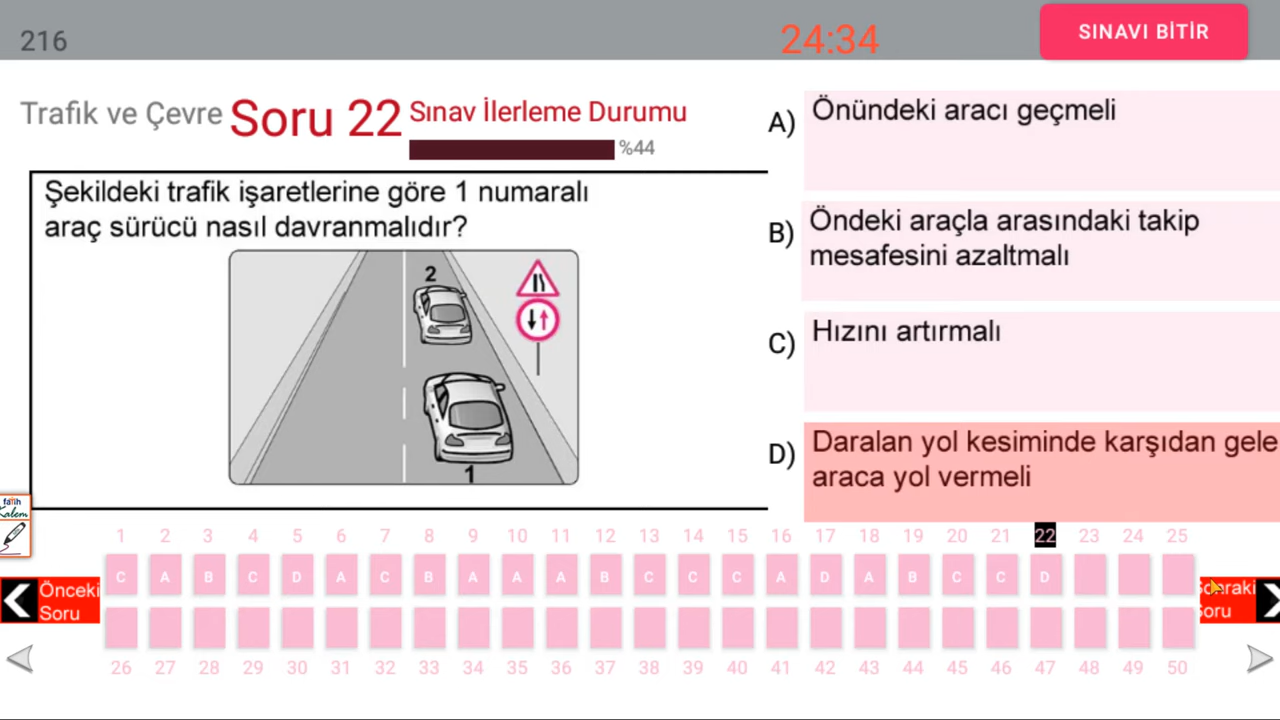 216
24:34
SINAVI BİTİR
Trafik ve Çevre Soru 22 Sınav İlerleme Durumu
%44
Şekildeki trafik işaretlerine göre 1 numaralı
araç sürücü nasıl davranmalıdır?
2
1
A) Önündeki aracı geçmeli
B) Öndeki araçla arasındaki takip
mesafesini azaltmalı
C) Hızını artırmalı
D) Daralan yol kesiminde karşıdan gele
araca yol vermeli
fatih
Kalem
1 2 3 4 5 6 7 8 9 10 11 12 13 14 15 16 17 18 19 20 21 22 23 24 25
C A B C D A C B A A A B C C C A D A B C C D
Önceki
Soru
Sonraki
Soru
26 27 28 29 30 31 32 33 34 35 36 37 38 39 40 41 42 43 44 45 46 47 48 49 50